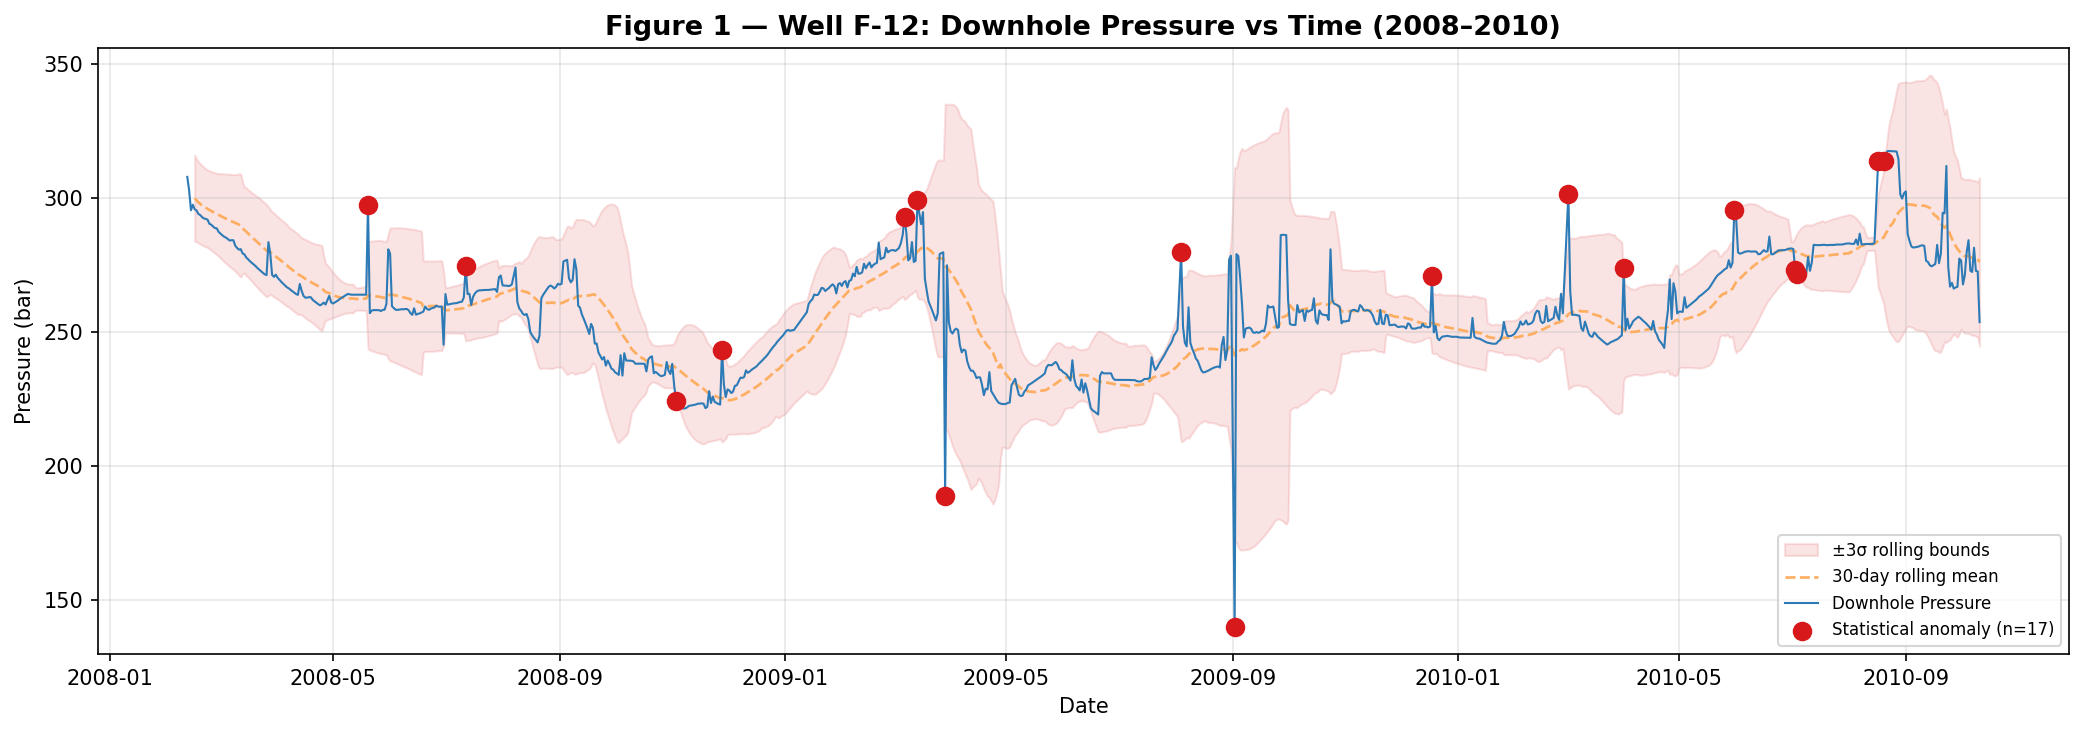 Figure 1 — Well F-12: Downhole Pressure vs Time (2008–2010)
Pressure (bar)
350
300
250
200
150
±3σ rolling bounds
30-day rolling mean
Downhole Pressure
Statistical anomaly (n=17)
2008-01 2008-05 2008-09 2009-01 2009-05 2009-09 2010-01 2010-05 2010-09
Date